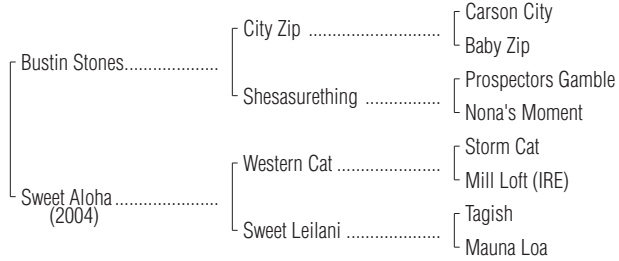 Carson City
City Zip ..........................
Baby Zip
Bustin Stones...................
Prospectors Gamble
Shesasurething ...............
Nona's Moment
Storm Cat
Western Cat .....................
Mill Loft (IRE)
Sweet Aloha .....................
(2004)
Tagish
Sweet Leilani ...................
Mauna Loa